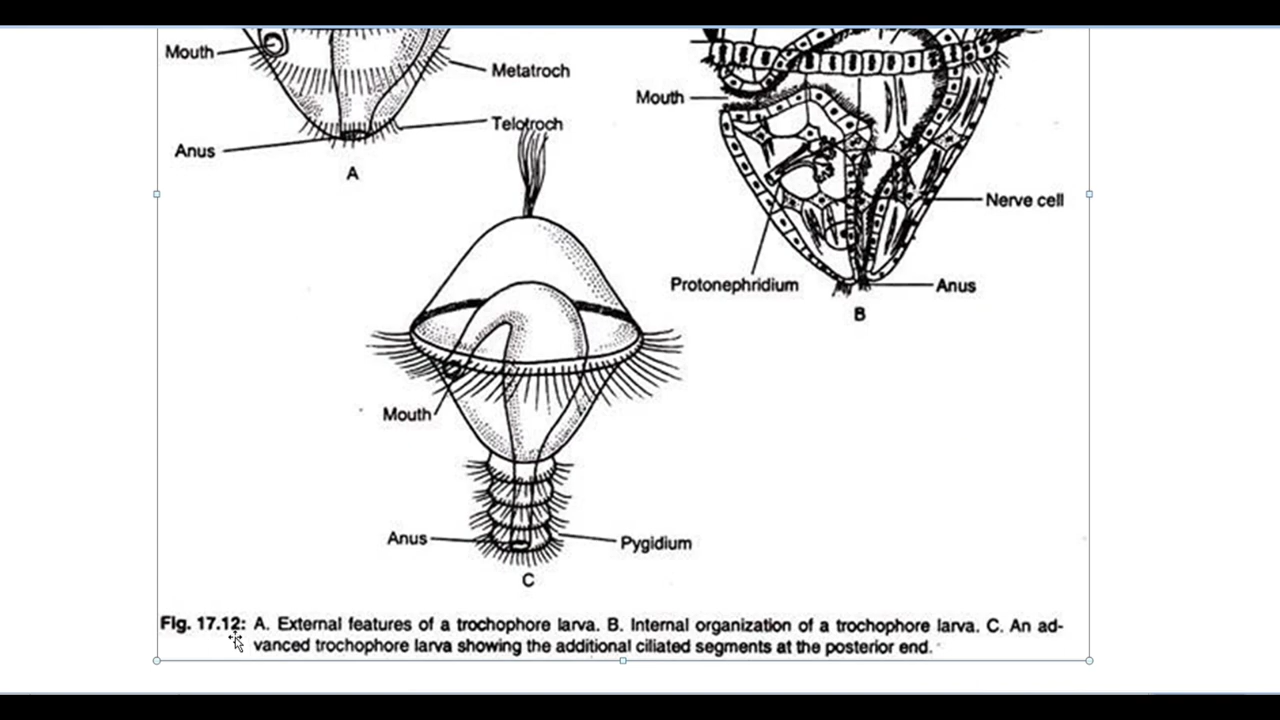 Mouth
Metatroch
Telotroch
Anus
A
Mouth
Nerve cell
Protonephridium
Anus
B
Mouth
Anus
Pygidium
C
Fig. 17.12: A. External features of a trochophore larva. B. Internal organization of a trochophore larva. C. An ad-
vanced trochophore larva showing the additional ciliated segments at the posterior end.